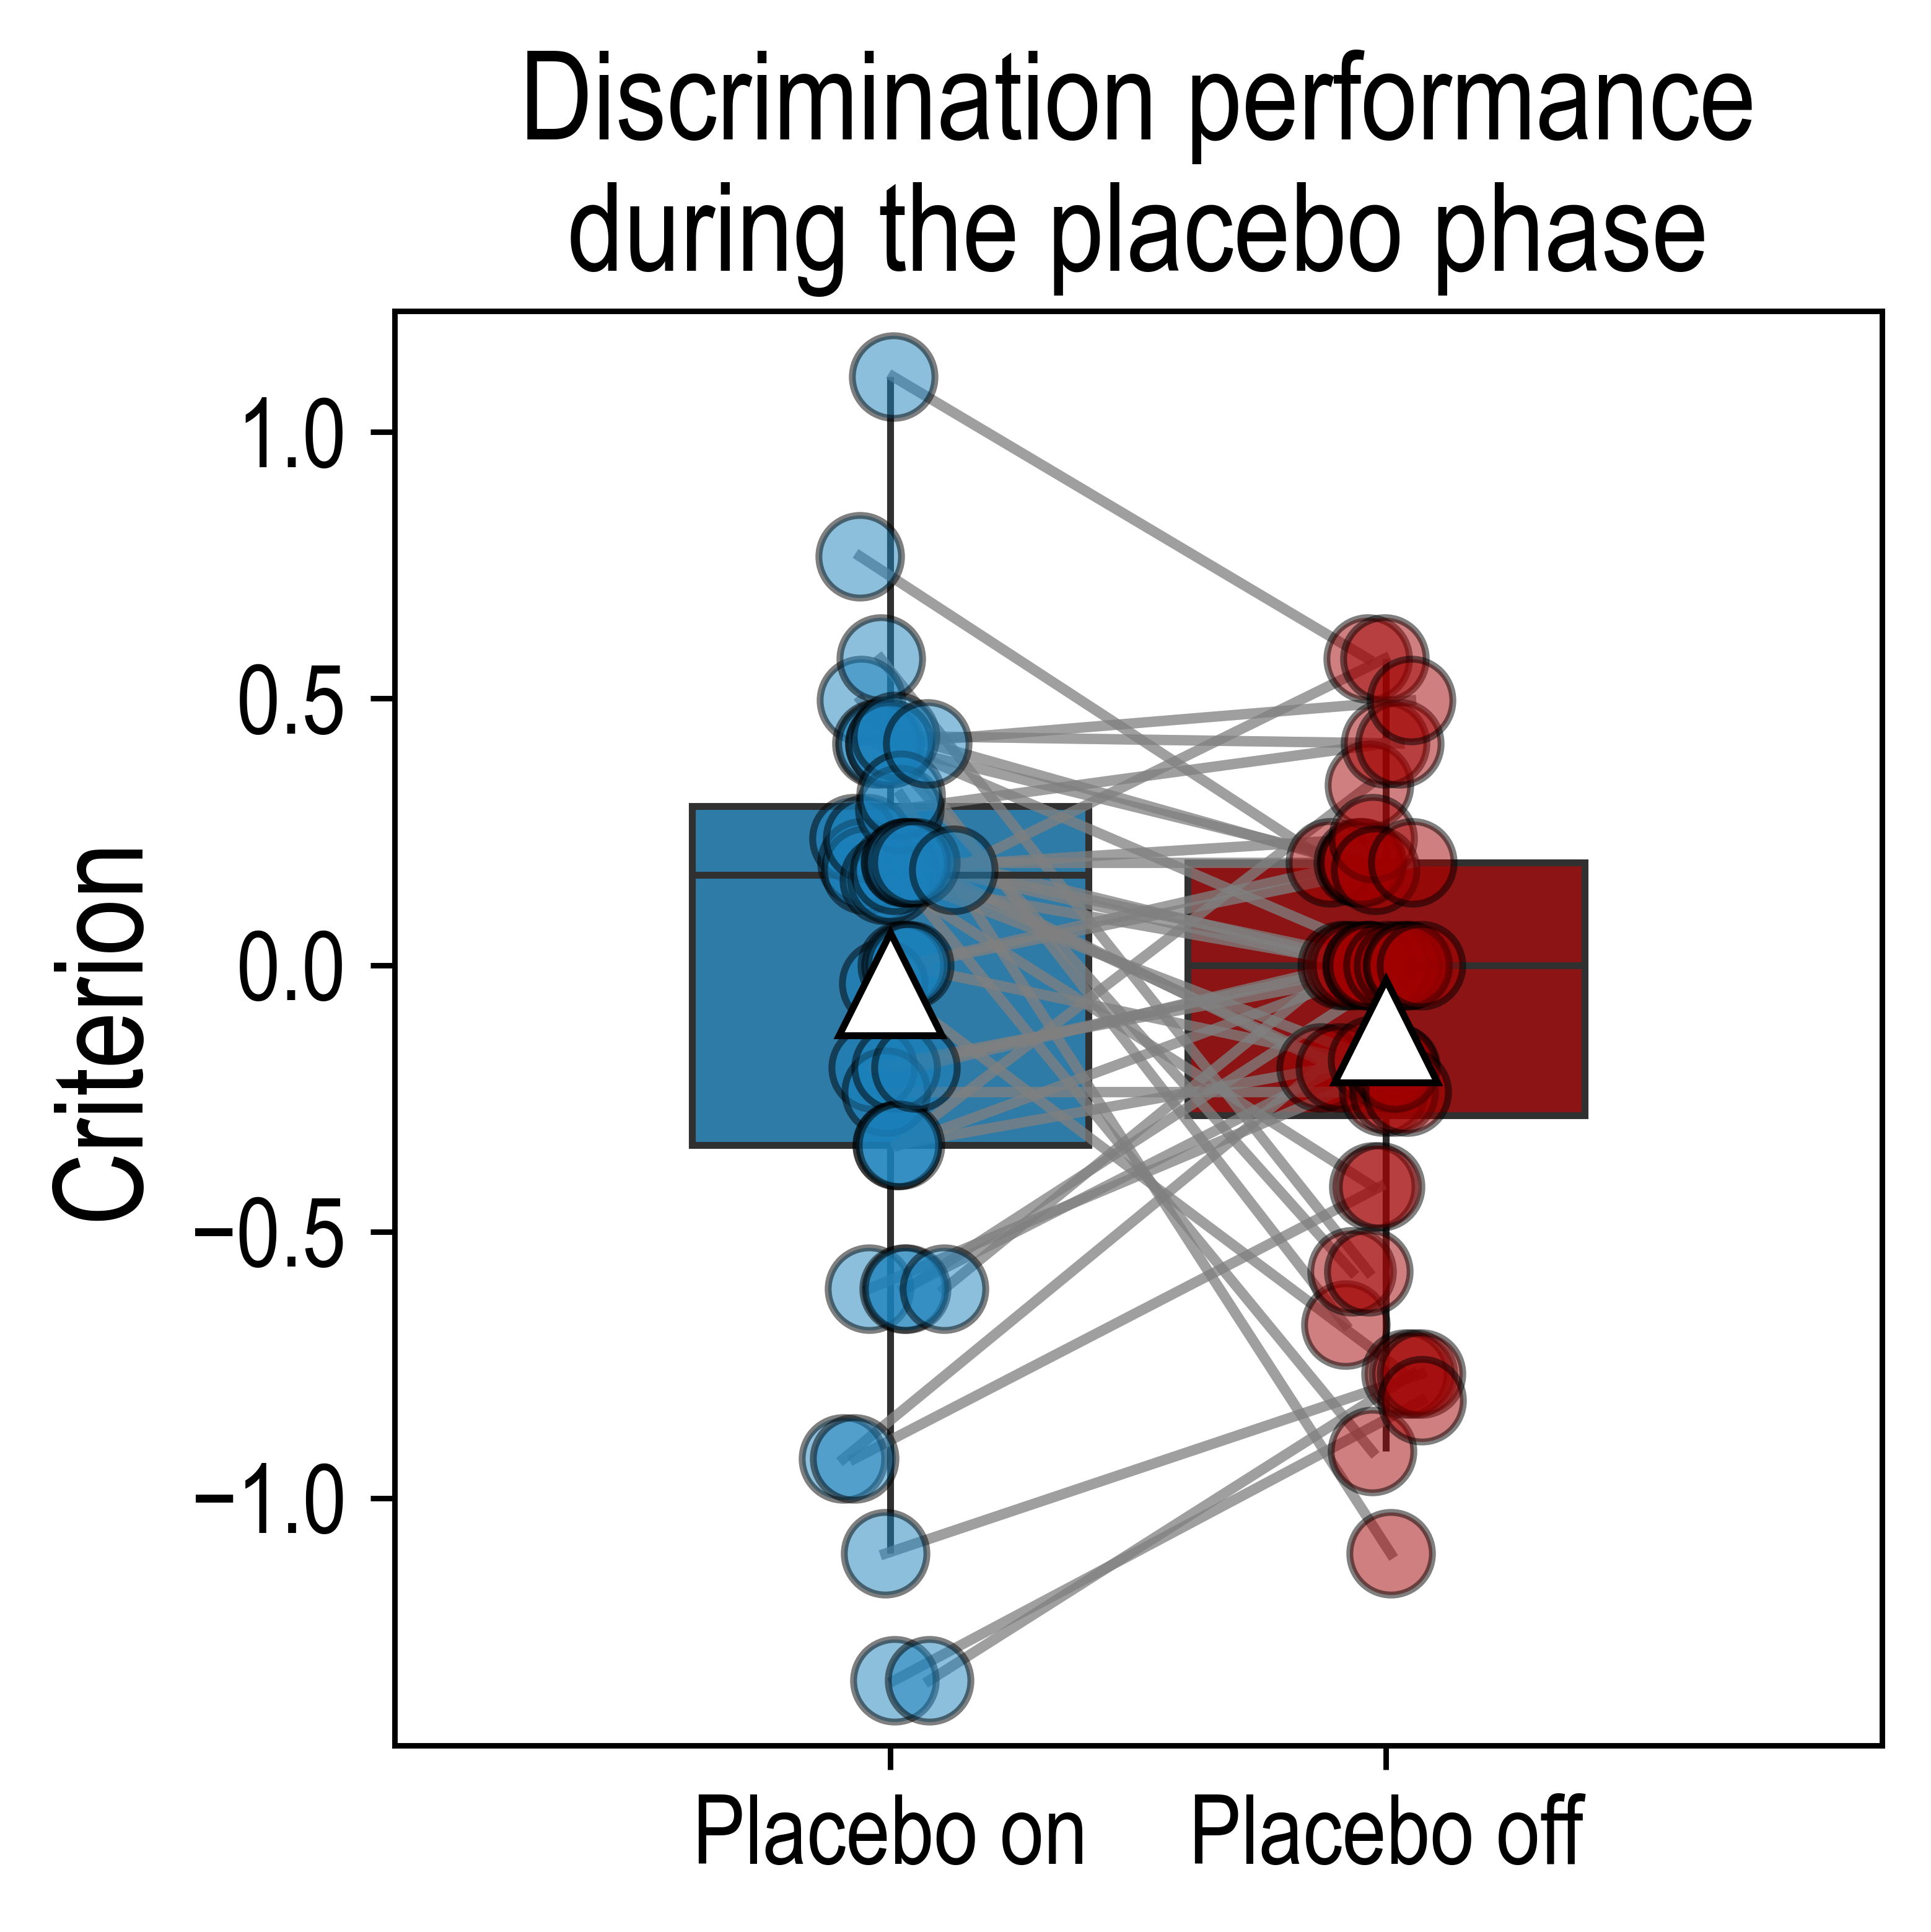 Discrimination performance
during the placebo phase
1.0
0.5
0.0
−0.5
−1.0
Criterion
Placebo on
Placebo off